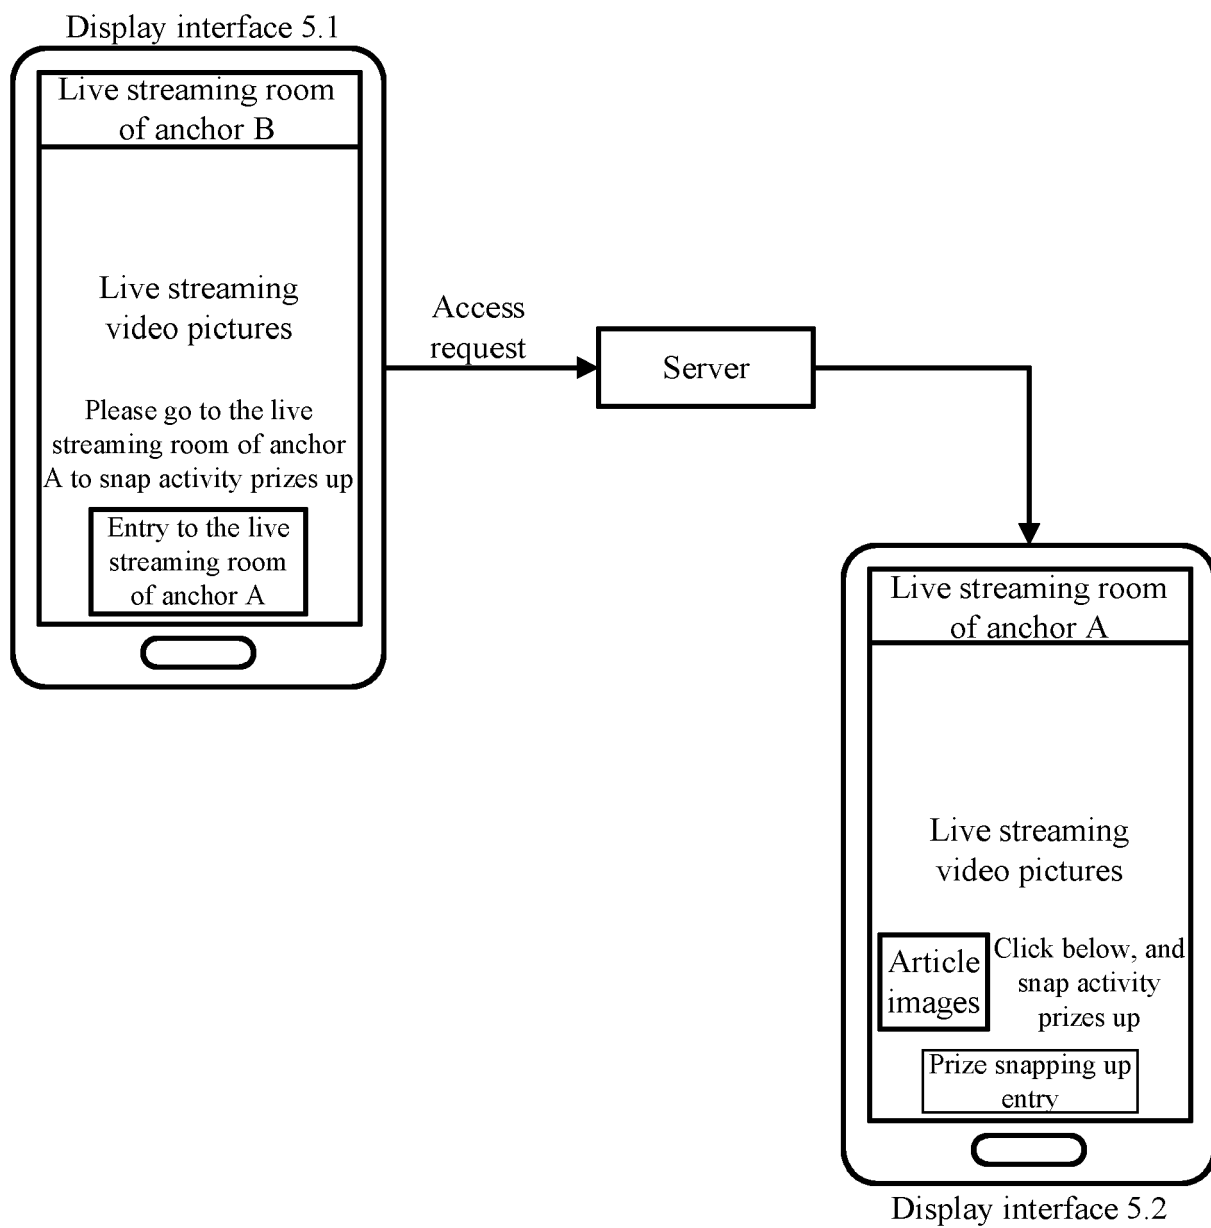 Display interface 5.1
Live streaming room
of anchor B
Live streaming
video pictures
Please go to the live
streaming room of anchor
A to snap activity prizes up
Entry to the live
streaming room
of anchor A
Access
request
Server
Live streaming room
of anchor A
Live streaming
video pictures
Article
images
Click below, and
snap activity
prizes up
Prize snapping up
entry
Display interface 5.2